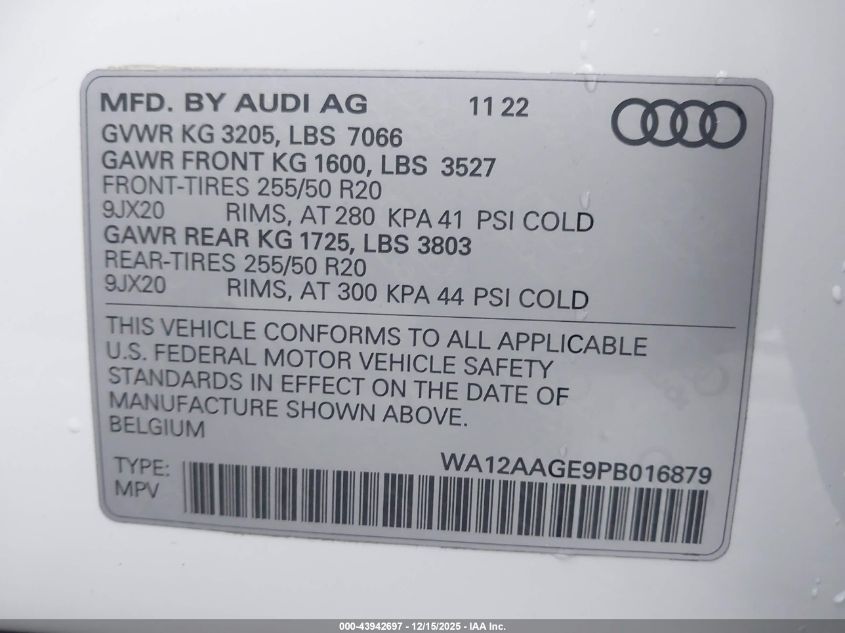 MFD. BY AUDI AG 11 22
GVWR KG 3205, LBS 7066
GAWR FRONT KG 1600, LBS 3527
FRONT-TIRES 255/50 R20
9JX20 RIMS, AT 280 KPA 41 PSI COLD
GAWR REAR KG 1725, LBS 3803
REAR-TIRES 255/50 R20
9JX20 RIMS, AT 300 KPA 44 PSI COLD
THIS VEHICLE CONFORMS TO ALL APPLICABLE
U.S. FEDERAL MOTOR VEHICLE SAFETY
STANDARDS IN EFFECT ON THE DATE OF
MANUFACTURE SHOWN ABOVE.
BELGIUM
WA12AAGE9PB016879
TYPE:
MPV
000-43942697 - 12/15/2025 - IAA Inc.